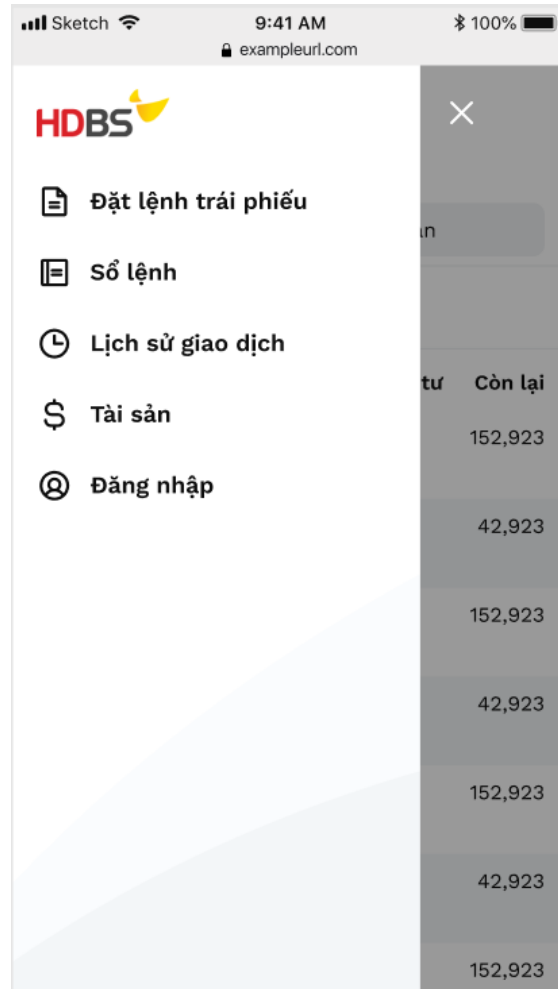 Sketch 9:41 AM 100%
exampleurl.com
HDBS
Đặt lệnh trái phiếu
Sổ lệnh
Lịch sử giao dịch
Tài sản
Đăng nhập
tư Còn lại
152,923
42,923
152,923
42,923
152,923
42,923
152,923